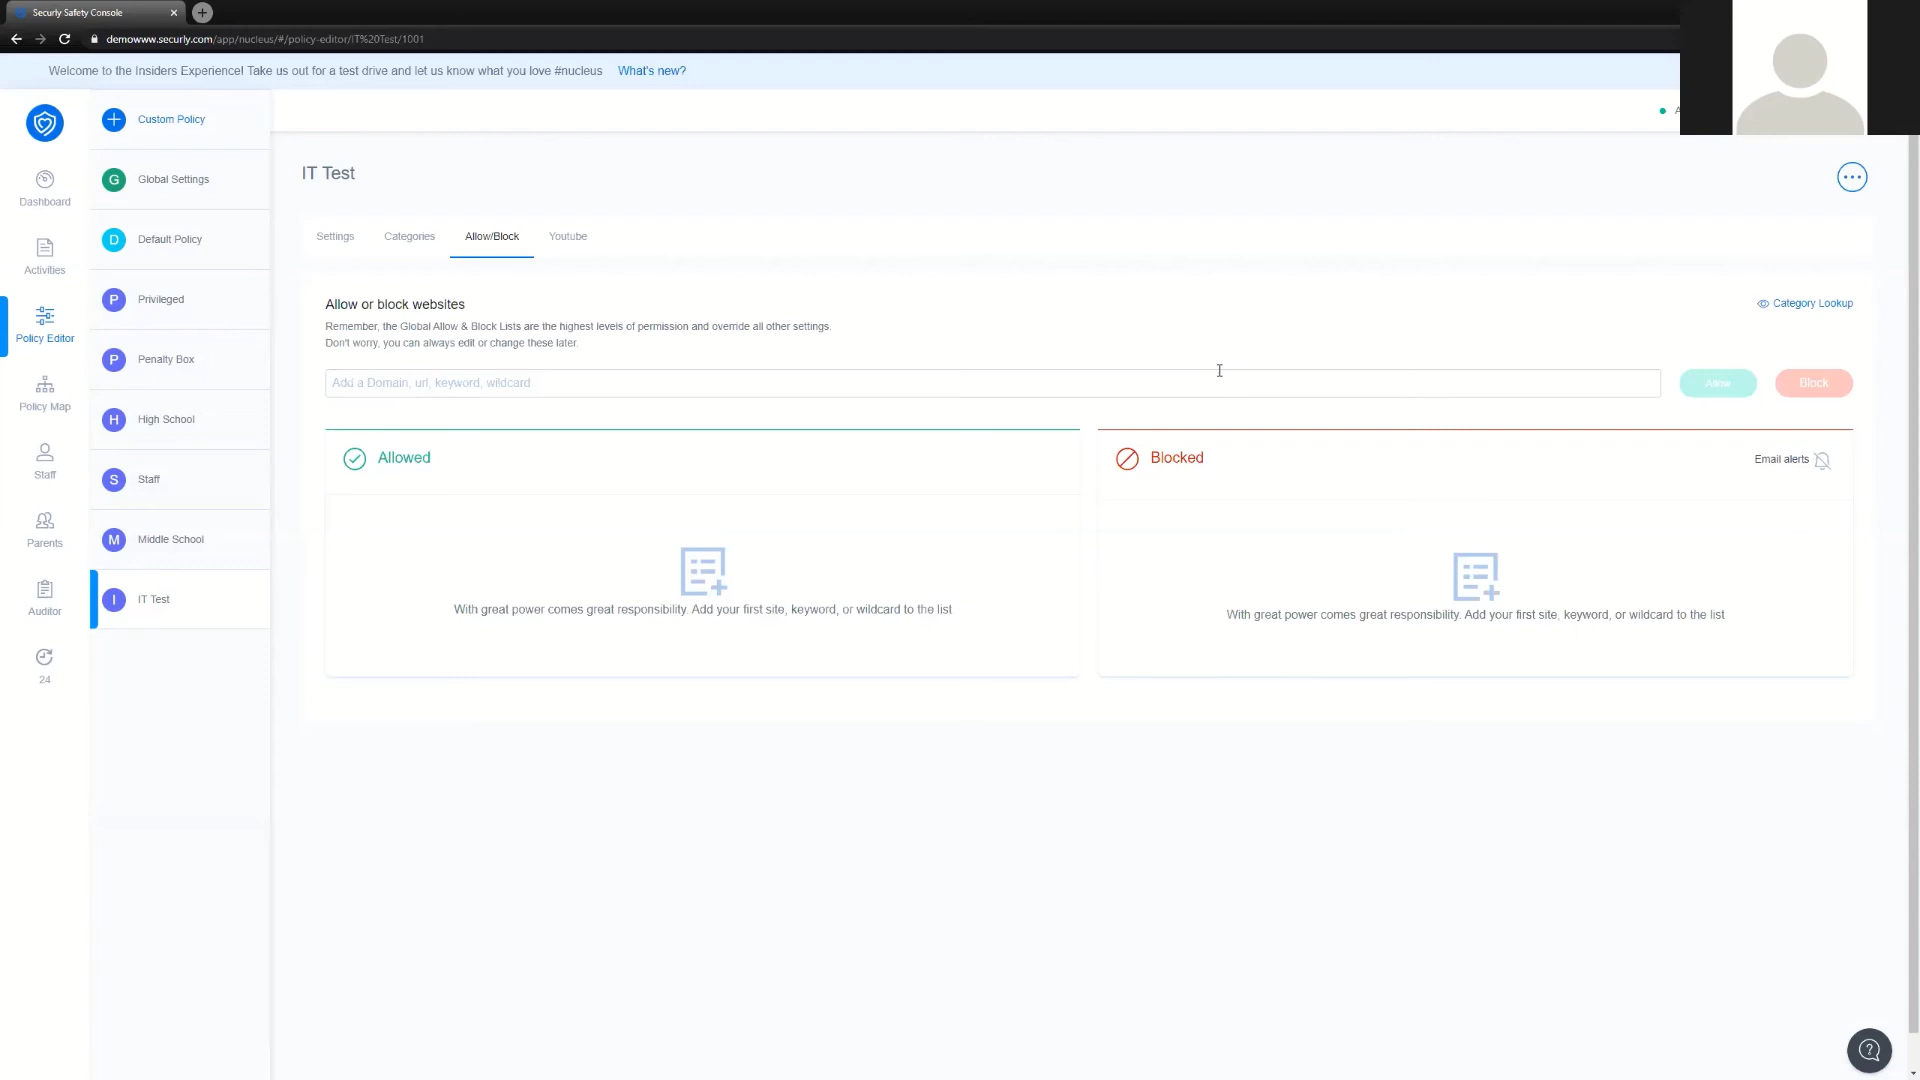 Securly Safety Console
demowww.securly.com/app/nucleus/#/policy-editor/IT%20Test/1001
Welcome to the Insiders Experience! Take us out for a test drive and let us know what you love #nucleus What's new?
Dashboard
Activities
Policy Editor
Policy Map
Staff
Parents
Auditor
24
Custom Policy
G Global Settings
D Default Policy
P Privileged
P Penalty Box
H High School
S Staff
M Middle School
I IT Test
IT Test
Settings Categories Allow/Block Youtube
Allow or block websites
Category Lookup
Remember, the Global Allow & Block Lists are the highest levels of permission and override all other settings.
Don't worry, you can always edit or change these later.
Add a Domain, url, keyword, wildcard
Allow Block
Allowed
With great power comes great responsibility. Add your first site, keyword, or wildcard to the list
Blocked
Email alerts
With great power comes great responsibility. Add your first site, keyword, or wildcard to the list